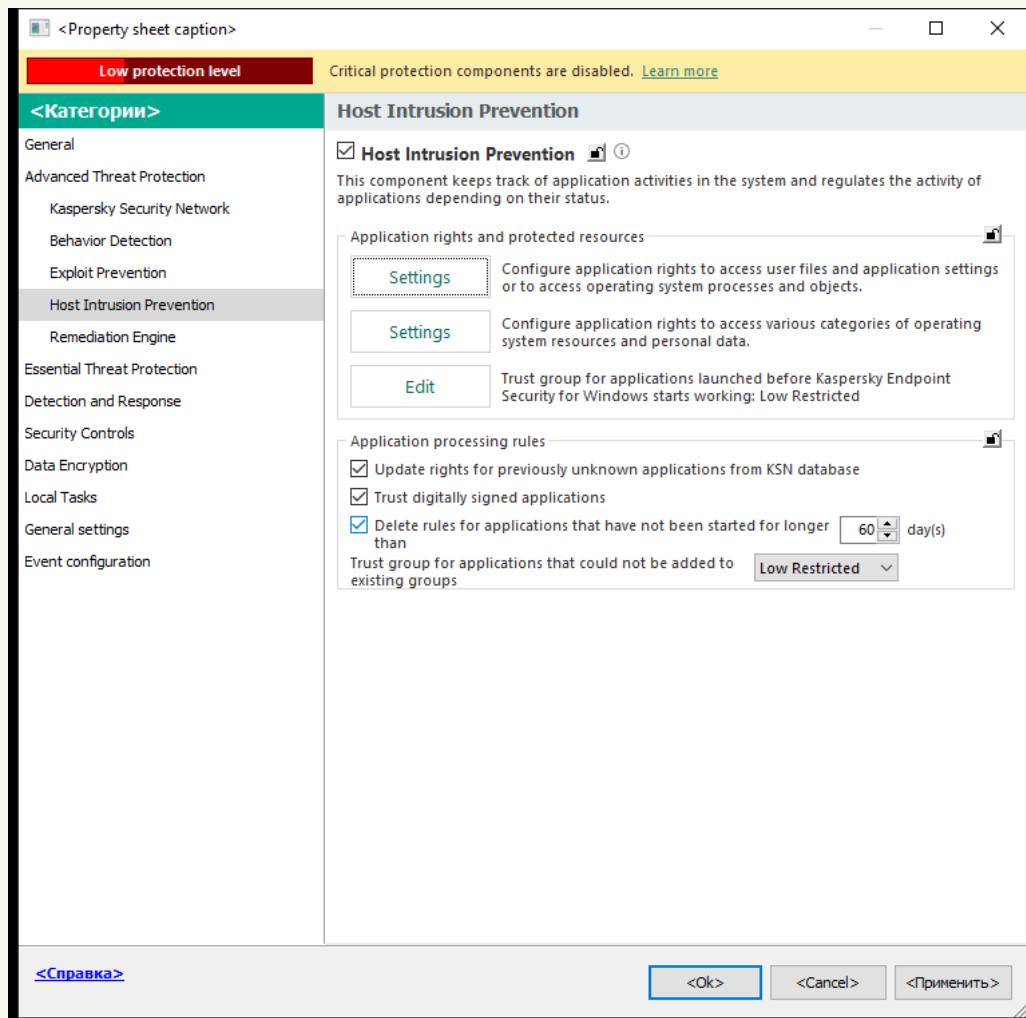 <Property sheet caption>
Low protection level
Critical protection components are disabled. Learn more
<Категории>
General
Advanced Threat Protection
Kaspersky Security Network
Behavior Detection
Exploit Prevention
Host Intrusion Prevention
Remediation Engine
Essential Threat Protection
Detection and Response
Security Controls
Data Encryption
Local Tasks
General settings
Event configuration
Host Intrusion Prevention
Host Intrusion Prevention
This component keeps track of application activities in the system and regulates the activity of
applications depending on their status.
Application rights and protected resources
Settings
Configure application rights to access user files and application settings
or to access operating system processes and objects.
Settings
Configure application rights to access various categories of operating
system resources and personal data.
Edit
Trust group for applications launched before Kaspersky Endpoint
Security for Windows starts working: Low Restricted
Application processing rules
Update rights for previously unknown applications from KSN database
Trust digitally signed applications
Delete rules for applications that have not been started for longer
than
60
day(s)
Trust group for applications that could not be added to
existing groups
Low Restricted
<Справка>
<Ok>
<Cancel>
<Применить>